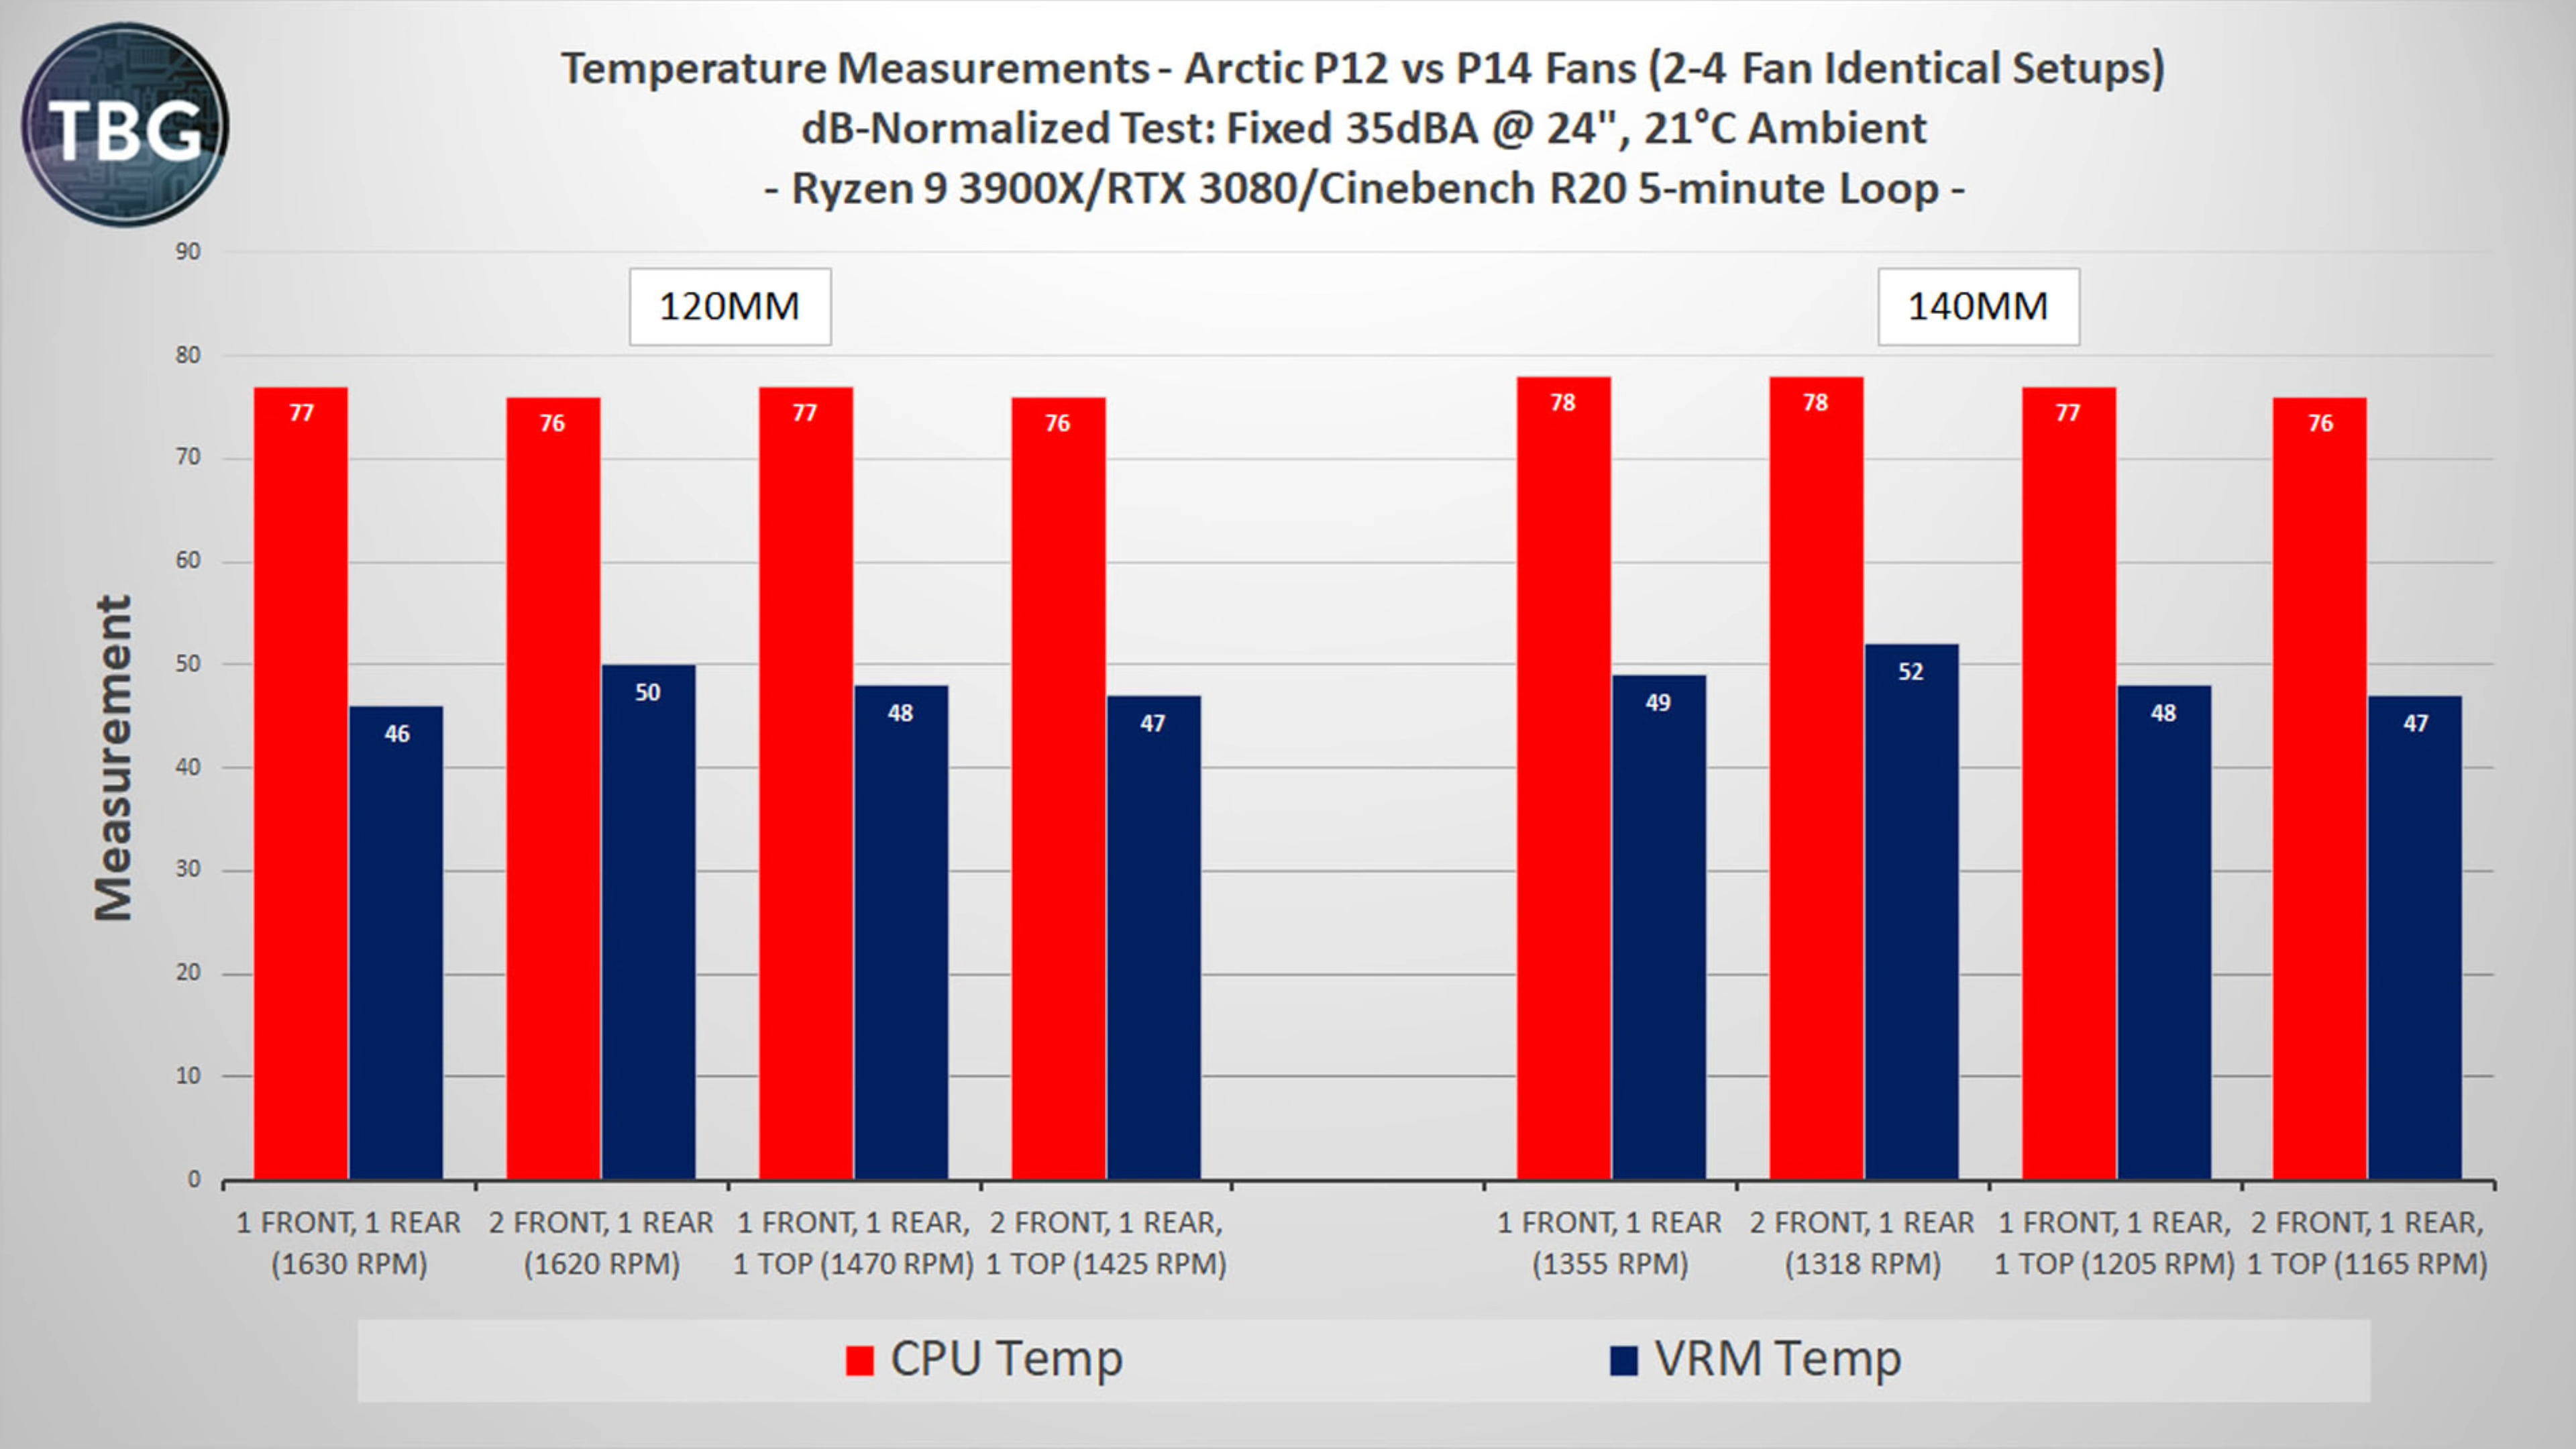 TBG
Temperature Measurements - Arctic P12 vs P14 Fans (2-4 Fan Identical Setups)
dB-Normalized Test: Fixed 35dBA @ 24", 21°C Ambient
- Ryzen 9 3900X/RTX 3080/Cinebench R20 5-minute Loop -
90
80
70
60
50
40
30
20
10
0
Measurement
120MM
140MM
77
46
76
50
77
48
76
47
78
49
78
52
77
48
76
47
1 FRONT, 1 REAR
(1630 RPM)
2 FRONT, 1 REAR
(1620 RPM)
1 FRONT, 1 REAR,
1 TOP (1470 RPM)
2 FRONT, 1 REAR,
1 TOP (1425 RPM)
1 FRONT, 1 REAR
(1355 RPM)
2 FRONT, 1 REAR
(1318 RPM)
1 FRONT, 1 REAR,
1 TOP (1205 RPM)
2 FRONT, 1 REAR,
1 TOP (1165 RPM)
CPU Temp
VRM Temp